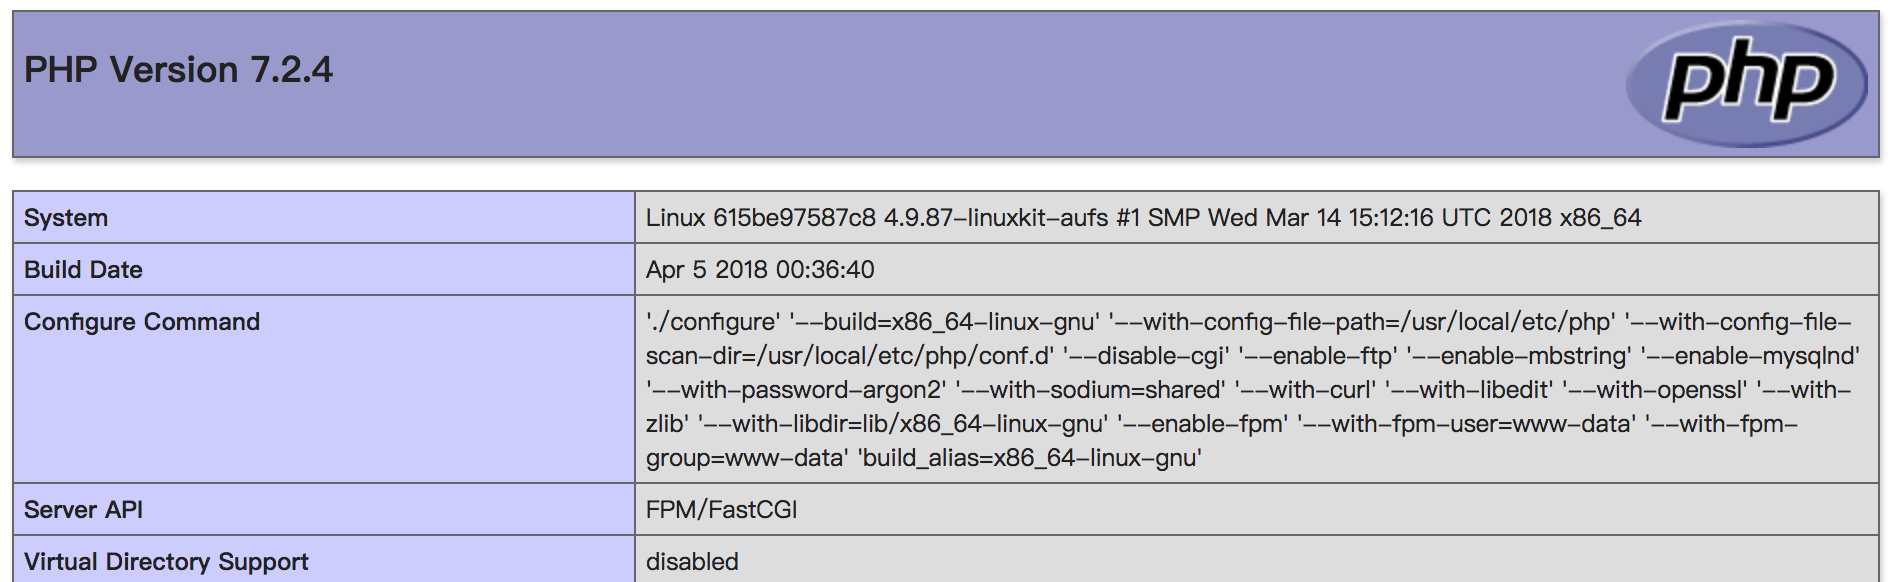 PHP Version 7.2.4
php
System
Linux 615be97587c8 4.9.87-linuxkit-aufs #1 SMP Wed Mar 14 15:12:16 UTC 2018 x86_64
Build Date
Apr 5 2018 00:36:40
Configure Command
'./configure' '--build=x86_64-linux-gnu' '--with-config-file-path=/usr/local/etc/php' '--with-config-file-
scan-dir=/usr/local/etc/php/conf.d' '--disable-cgi' '--enable-ftp' '--enable-mbstring' '--enable-mysqlnd'
'--with-password-argon2' '--with-sodium=shared' '--with-curl' '--with-libedit' '--with-openssl' '--with-
zlib' '--with-libdir=lib/x86_64-linux-gnu' '--enable-fpm' '--with-fpm-user=www-data' '--with-fpm-
group=www-data' 'build_alias=x86_64-linux-gnu'
Server API
FPM/FastCGI
Virtual Directory Support
disabled